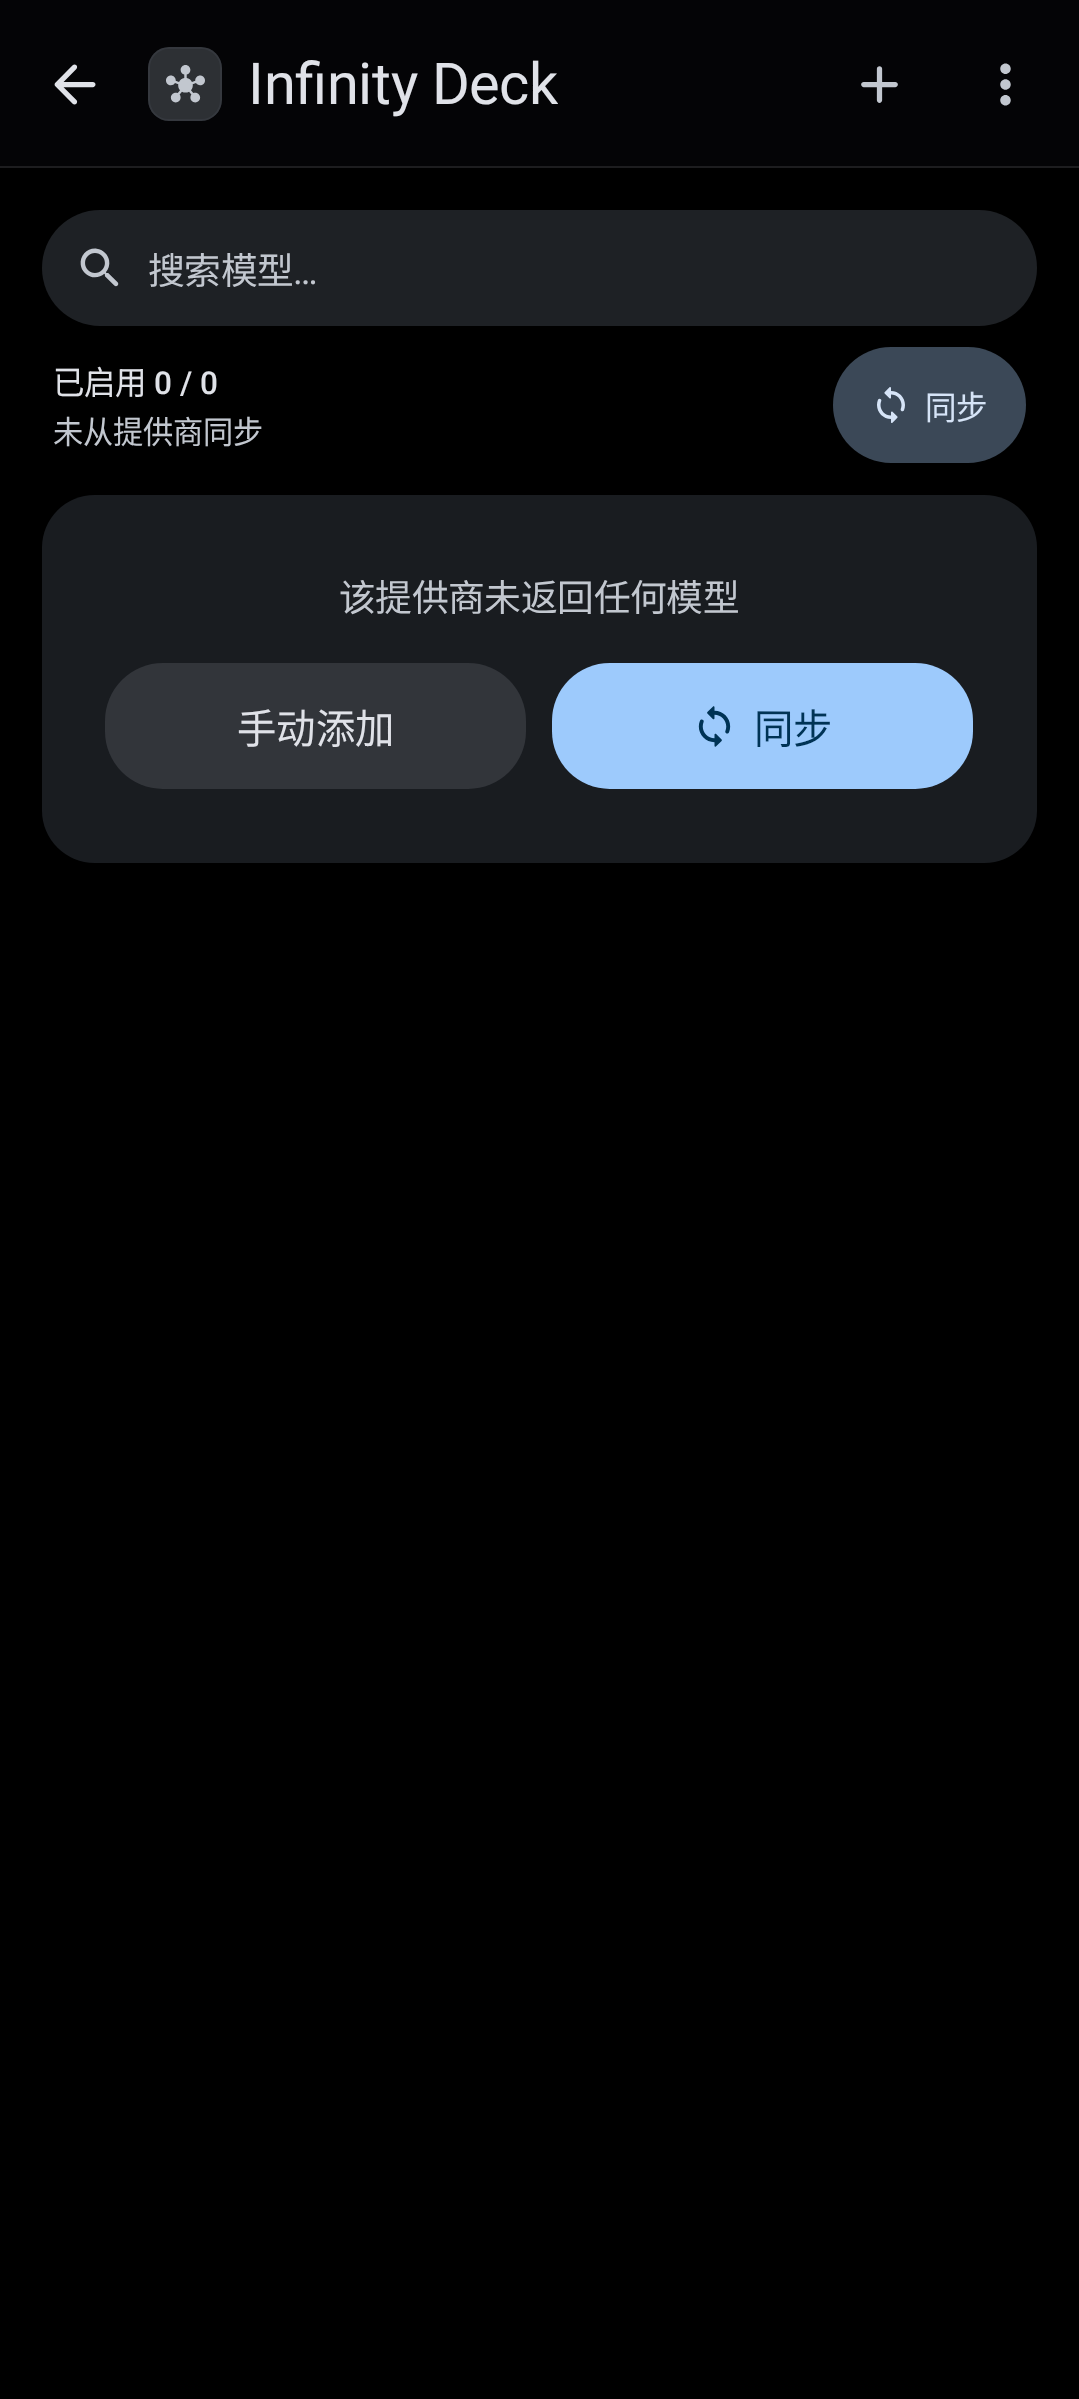 Infinity Deck
搜索模型...
已启用 0 / 0
未从提供商同步
同步
该提供商未返回任何模型
手动添加
同步